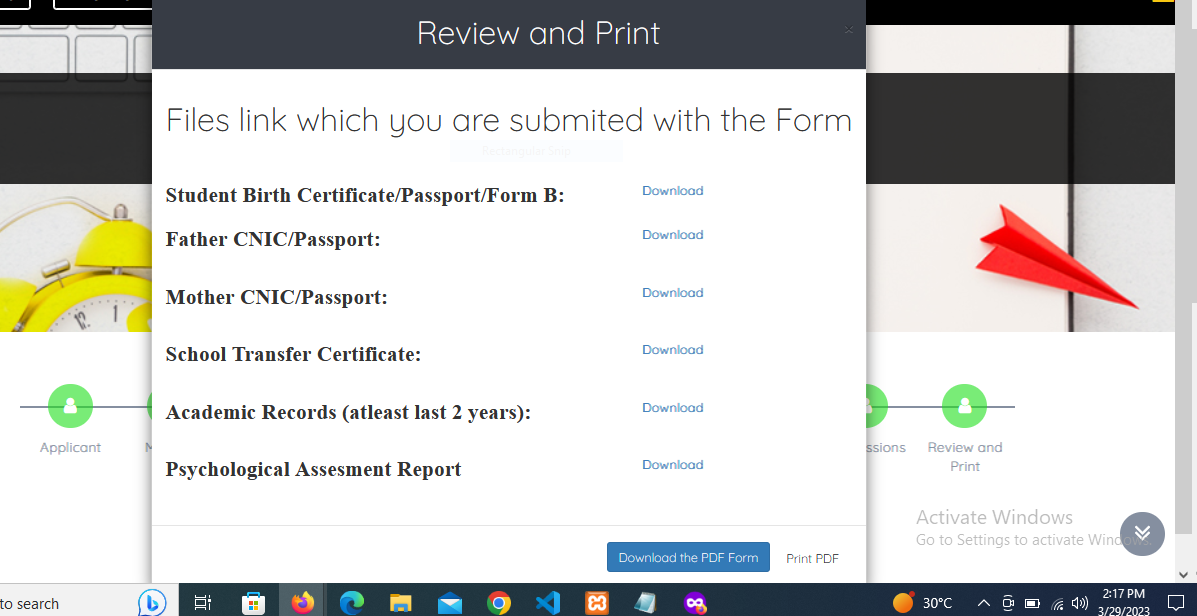 Review and Print
×
Files link which you are submited with the Form
Rectangular Snip
Student Birth Certificate/Passport/Form B:
Download
Father CNIC/Passport:
Download
Mother CNIC/Passport:
Download
School Transfer Certificate:
Download
Academic Records (atleast last 2 years):
Download
Psychological Assesment Report
Download
Applicant
ssions
Review and
Print
Activate Windows
Go to Settings to activate Windows.
Download the PDF Form
Print PDF
to search
30°C
2:17 PM
3/29/2023